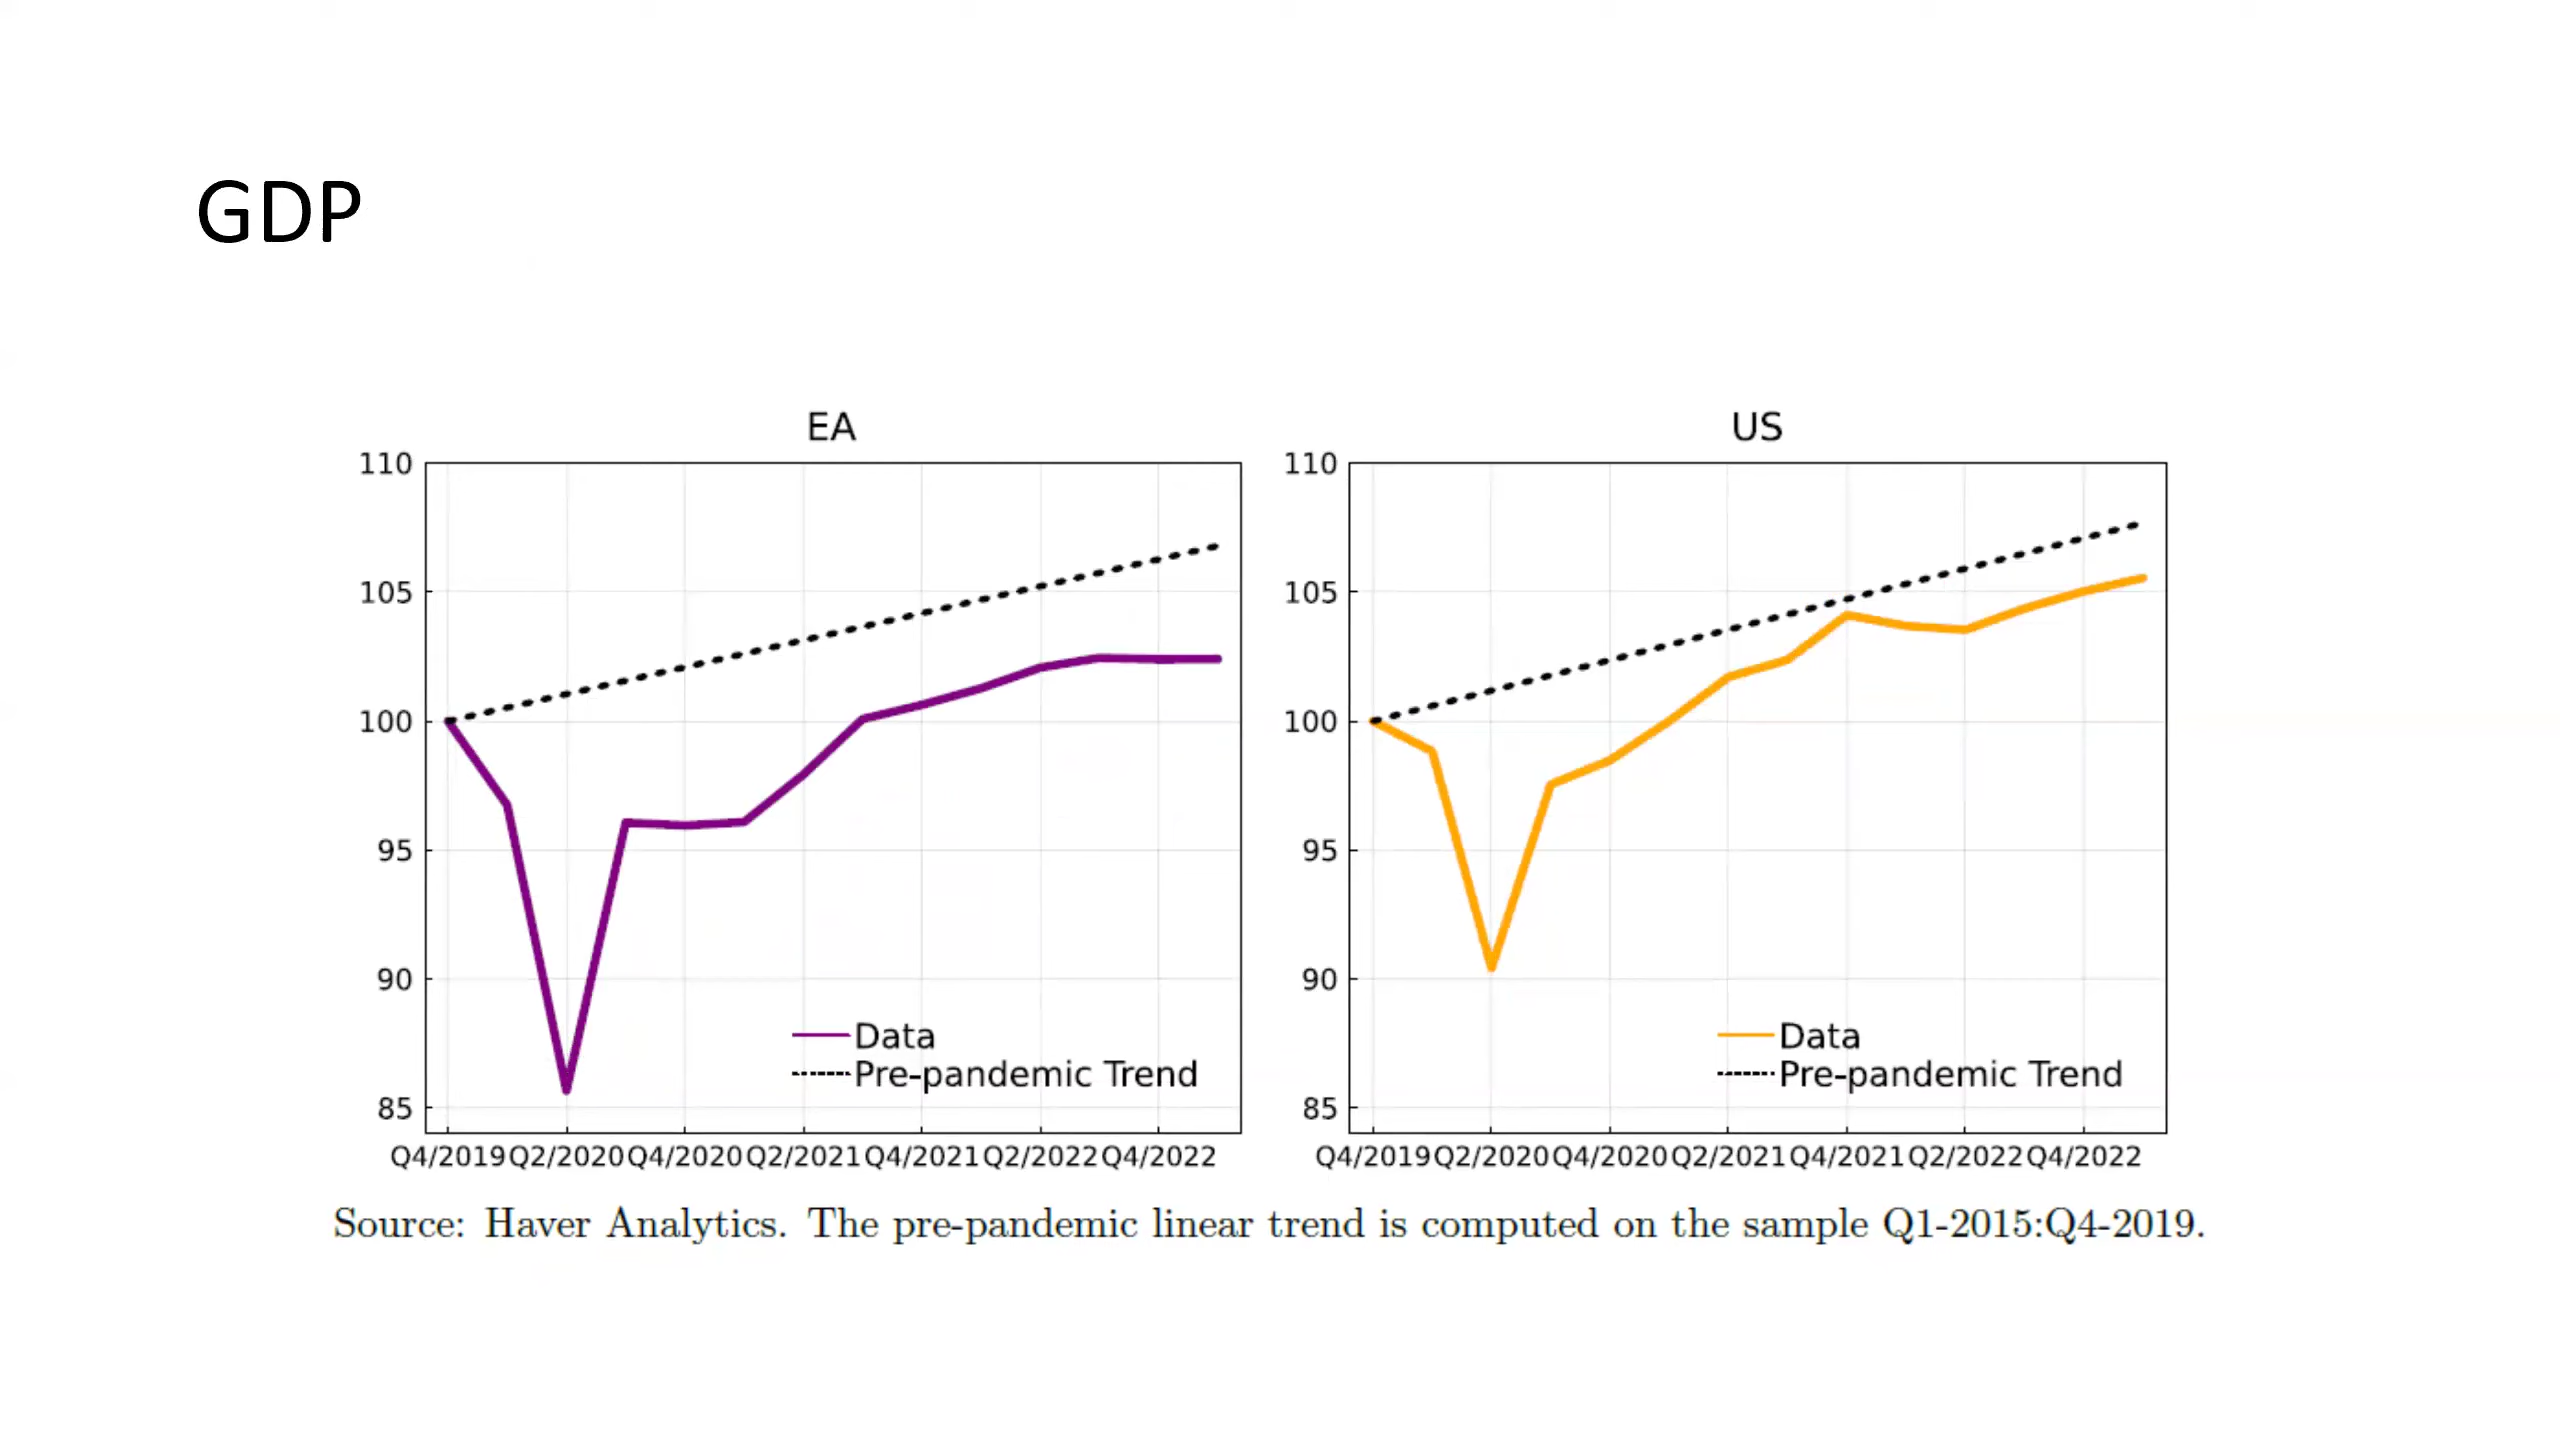 GDP
EA
110
105
100
95
90
85
Data
Pre-pandemic Trend
Q4/2019 Q2/2020 Q4/2020 Q2/2021 Q4/2021 Q2/2022 Q4/2022
US
110
105
100
95
90
85
Data
Pre-pandemic Trend
Q4/2019 Q2/2020 Q4/2020 Q2/2021 Q4/2021 Q2/2022 Q4/2022
Source: Haver Analytics. The pre-pandemic linear trend is computed on the sample Q1-2015:Q4-2019.